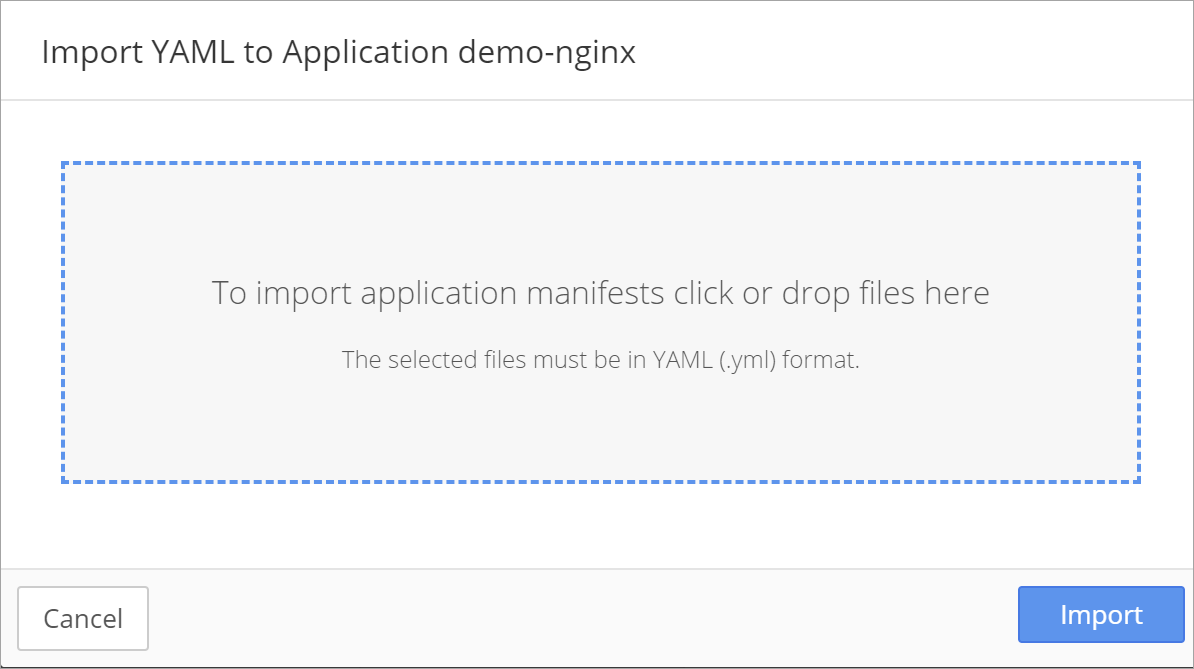 Import YAML to Application demo-nginx
To import application manifests click or drop files here
The selected files must be in YAML (.yml) format.
Cancel
Import